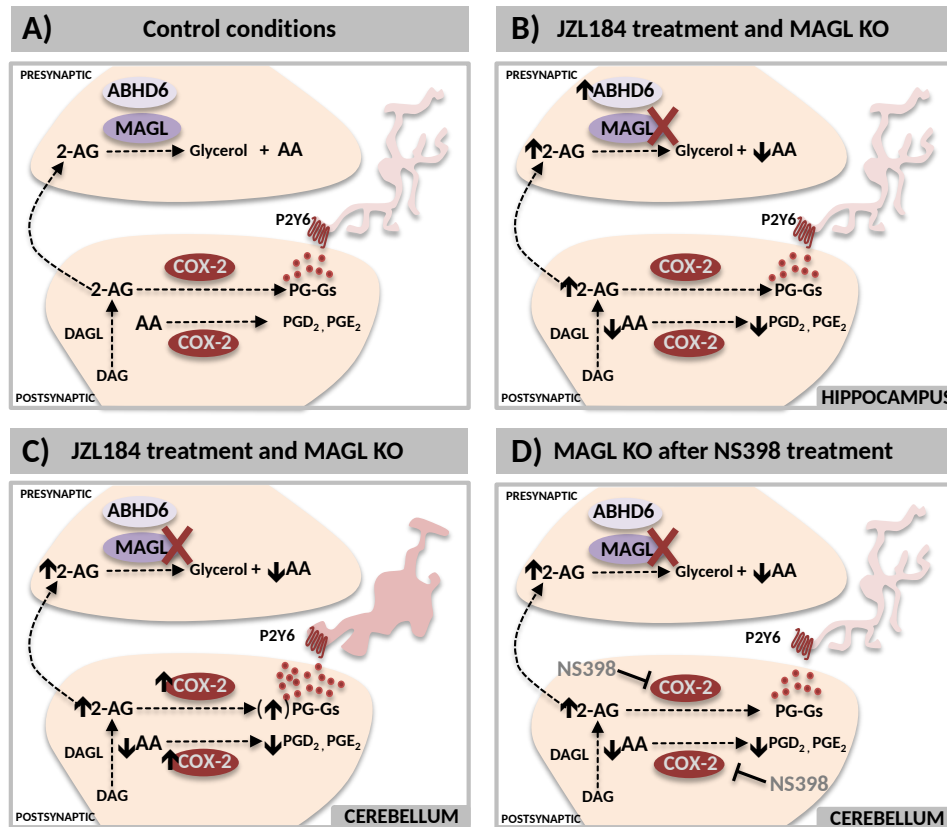 A) Control conditions
PRESYNAPTIC
ABHD6
MAGL
2-AG Glycerol + AA
P2Y6
COX-2
2-AG PG-Gs
DAGL AA PGD2, PGE2
COX-2
DAG
POSTSYNAPTIC
B) JZL184 treatment and MAGL KO
PRESYNAPTIC
ABHD6
MAGL
2-AG Glycerol + AA
P2Y6
COX-2
2-AG PG-Gs
DAGL AA PGD2, PGE2
COX-2
DAG
POSTSYNAPTIC
HIPPOCAMPUS
C) JZL184 treatment and MAGL KO
PRESYNAPTIC
ABHD6
MAGL
2-AG Glycerol + AA
P2Y6
COX-2
2-AG ( ) PG-Gs
DAGL AA PGD2, PGE2
COX-2
DAG
POSTSYNAPTIC
CEREBELLUM
D) MAGL KO after NS398 treatment
PRESYNAPTIC
ABHD6
MAGL
2-AG Glycerol + AA
P2Y6
NS398
COX-2
2-AG PG-Gs
DAGL AA PGD2, PGE2
COX-2
NS398
DAG
POSTSYNAPTIC
CEREBELLUM